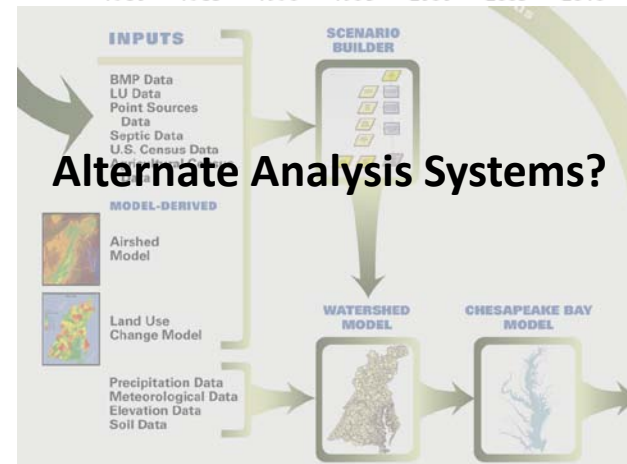 INPUTS
BMP Data
LU Data
Point Sources
Data
Septic Data
U.S. Census Data
Alternate Analysis Systems?
MODEL-DERIVED
Airshed
Model
Land Use
Change Model
Precipitation Data
Meteorological Data
Elevation Data
Soil Data
SCENARIO
BUILDER
WATERSHED
MODEL
CHESAPEAKE BAY
MODEL